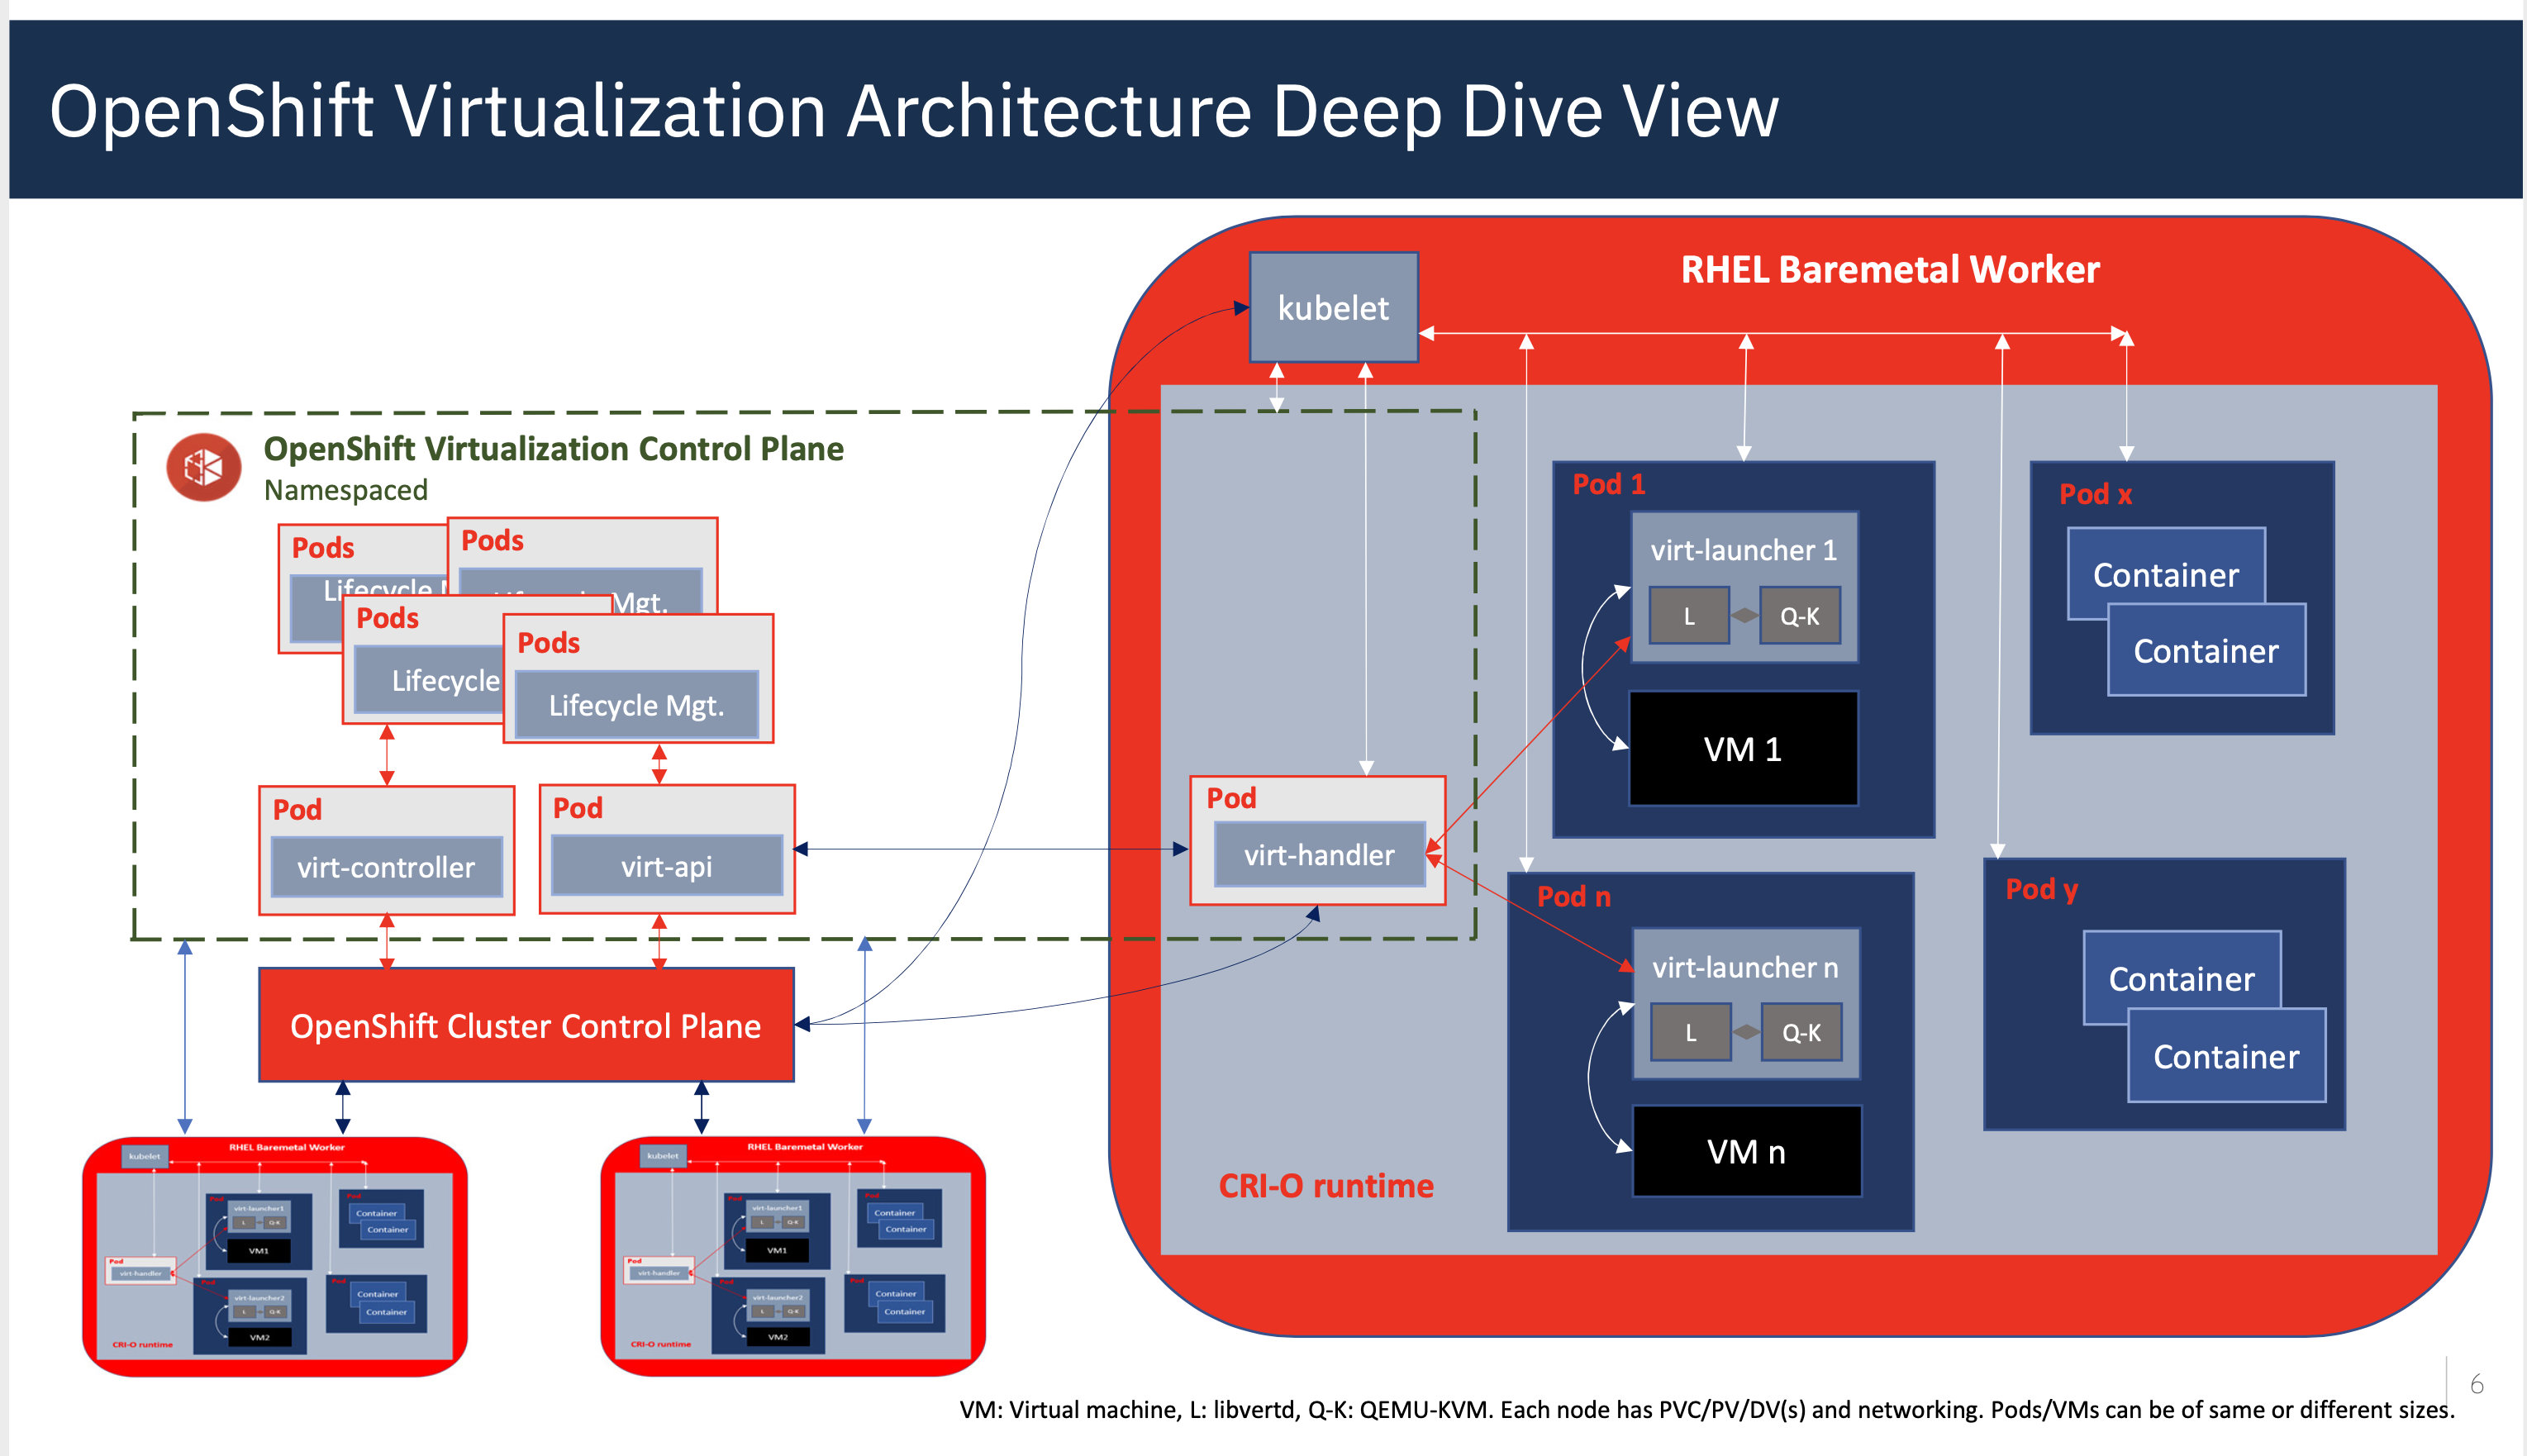 OpenShift Virtualization Architecture Deep Dive View
RHEL Baremetal Worker
kubelet
OpenShift Virtualization Control Plane
Namespaced
Pods
Lifecycle
Pods
Mgt.
Pods
Lifecycle
Pods
Lifecycle Mgt.
Pod
virt-controller
Pod
virt-api
OpenShift Cluster Control Plane
Pod
virt-handler
CRI-O runtime
Pod 1
virt-launcher 1
L
Q-K
VM 1
Pod n
virt-launcher n
L
Q-K
VM n
Pod x
Container
Container
Pod y
Container
Container
RHEL Baremetal Worker
kubelet
Pod
virt-launcher1
L
Q-K
VM1
Pod
Container
Container
Pod
virt-handler
Pod
virt-launcher2
L
Q-K
VM2
Pod
Container
Container
CRI-O runtime
RHEL Baremetal Worker
kubelet
Pod
virt-launcher1
L
Q-K
VM1
Pod
Container
Container
Pod
virt-handler
Pod
virt-launcher2
L
Q-K
VM2
Pod
Container
Container
CRI-O runtime
6
VM: Virtual machine, L: libvertd, Q-K: QEMU-KVM. Each node has PVC/PV/DV(s) and networking. Pods/VMs can be of same or different sizes.